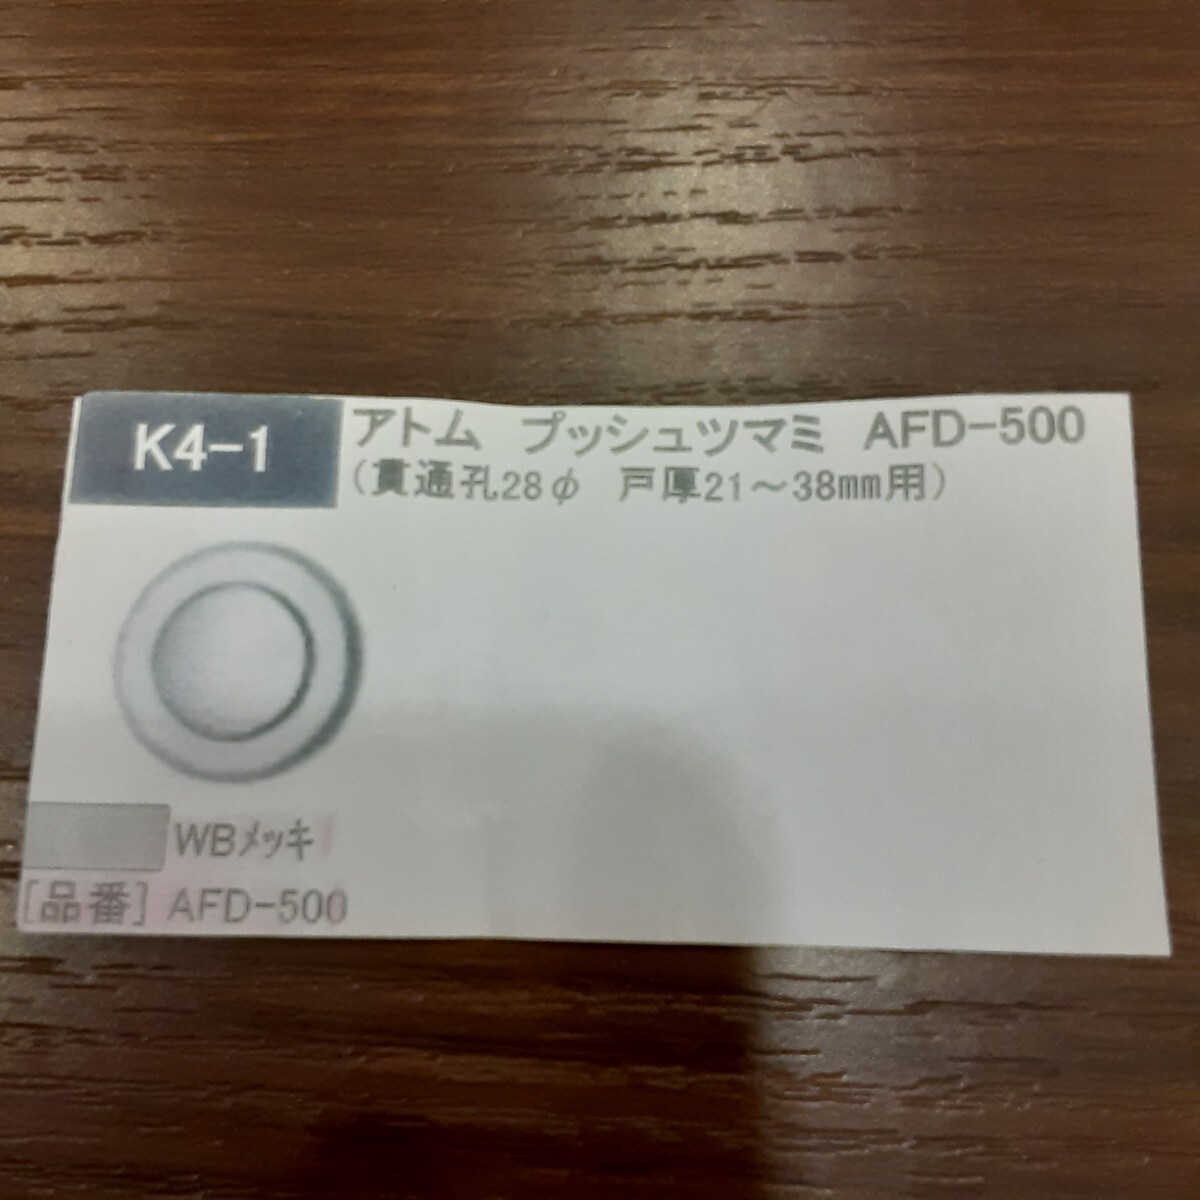 K4-1
アトム プッシュツマミ AFD-500
(貫通孔28φ 戸厚21～38mm用)
WBメッキ
[品番] AFD-500